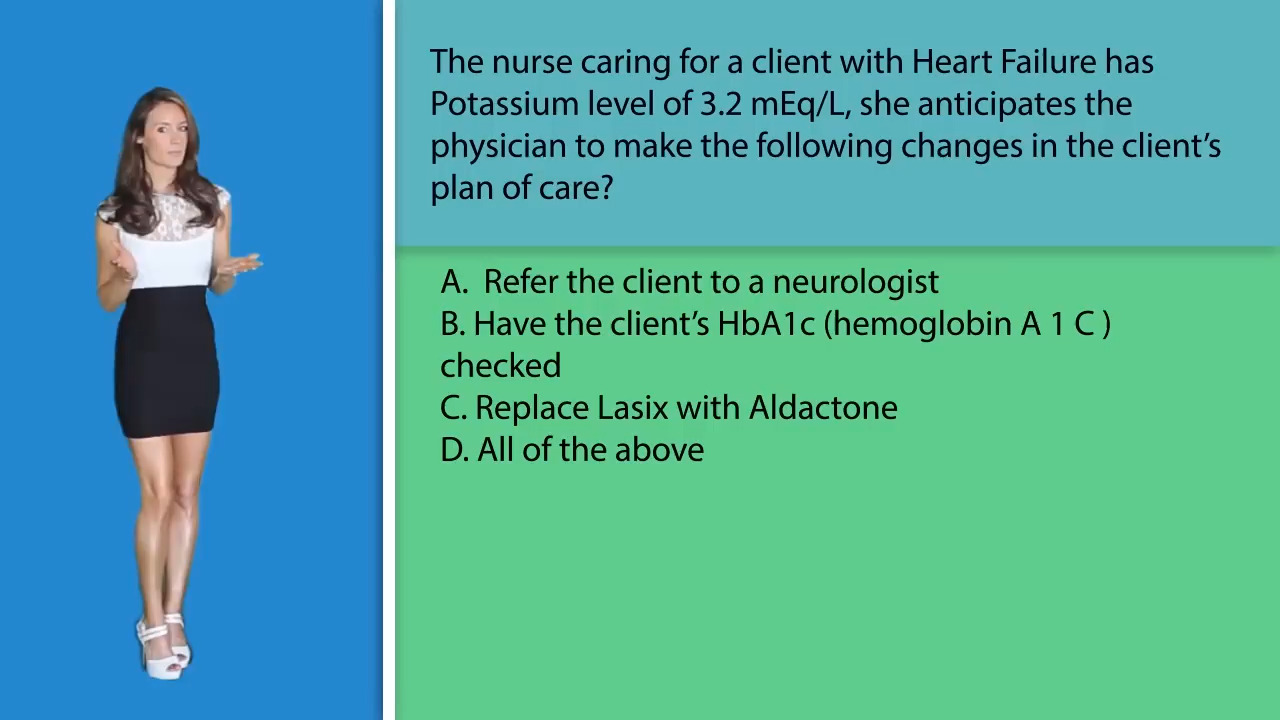 The nurse caring for a client with Heart Failure has
Potassium level of 3.2 mEq/L, she anticipates the
physician to make the following changes in the client’s
plan of care?
A. Refer the client to a neurologist
B. Have the client’s HbA1c (hemoglobin A 1 C )
checked
C. Replace Lasix with Aldactone
D. All of the above